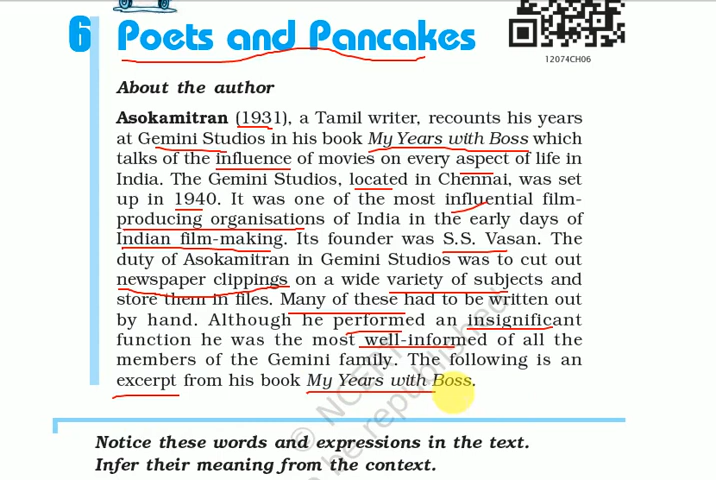 6 Poets and Pancakes
12074CH06
About the author
Asokamitran (1931), a Tamil writer, recounts his years
at Gemini Studios in his book My Years with Boss which
talks of the influence of movies on every aspect of life in
India. The Gemini Studios, located in Chennai, was set
up in 1940. It was one of the most influential film-
producing organisations of India in the early days of
Indian film-making. Its founder was S.S. Vasan. The
duty of Asokamitran in Gemini Studios was to cut out
newspaper clippings on a wide variety of subjects and
store them in files. Many of these had to be written out
by hand. Although he performed an insignificant
function he was the most well-informed of all the
members of the Gemini family. The following is an
excerpt from his book My Years with Boss.
© NCERT
be republished
Notice these words and expressions in the text.
Infer their meaning from the context.